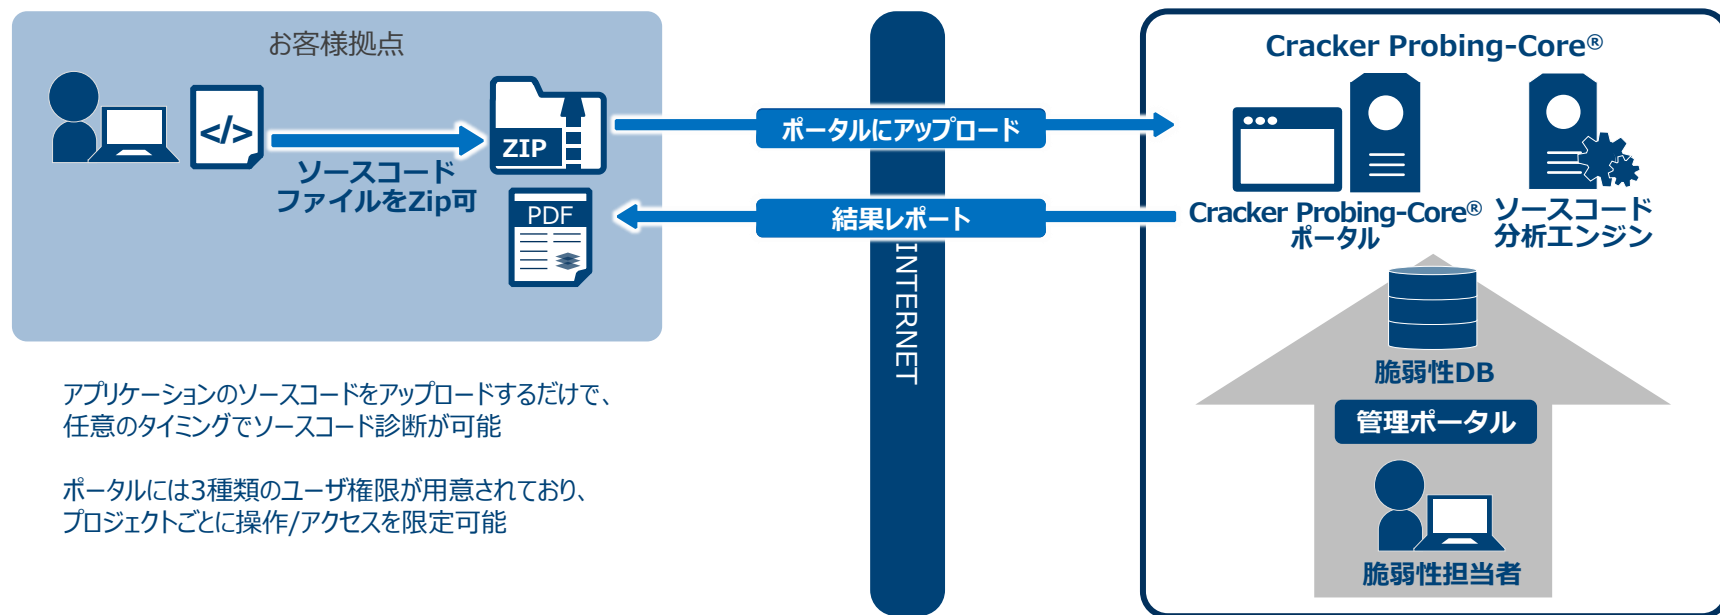 お客様拠点
</>
ZIP
ソースコード
ファイルをZip可
PDF
ポータルにアップロード
結果レポート
INTERNET
Cracker Probing-Core®
Cracker Probing-Core®
ポータル
ソースコード
分析エンジン
脆弱性DB
管理ポータル
脆弱性担当者
アプリケーションのソースコードをアップロードするだけで、
任意のタイミングでソースコード診断が可能
ポータルには3種類のユーザ権限が用意されており、
プロジェクトごとに操作/アクセスを限定可能